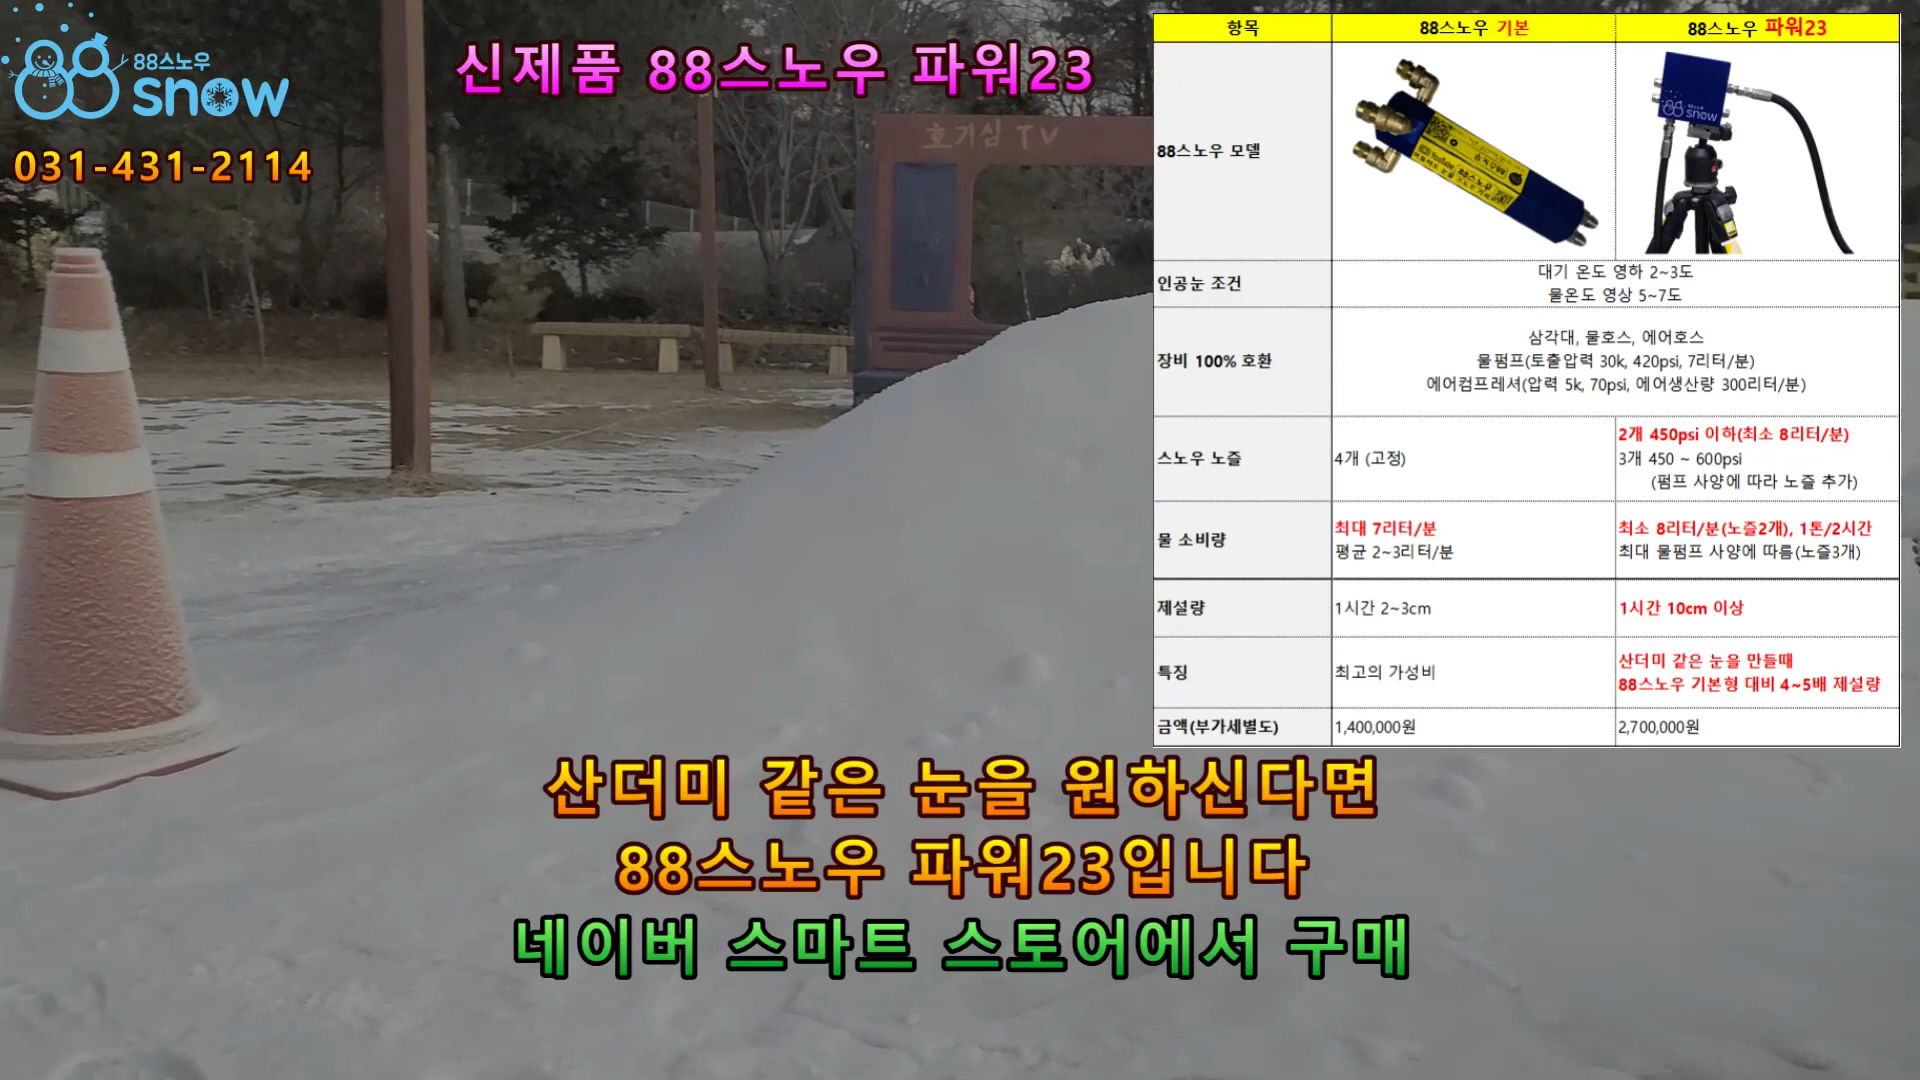 88스노우
snow
031-431-2114
신제품 88스노우 파워23
호기심 TV
항목 88스노우 기본 88스노우 파워23
88스노우 모델
88스노우
snow
인공눈 조건
대기 온도 영하 2~3도
물온도 영상 5~7도
장비 100% 호환
삼각대, 물호스, 에어호스
물펌프(토출압력 30k, 420psi, 7리터/분)
에어컴프레셔(압력 5k, 70psi, 에어생산량 300리터/분)
스노우 노즐
4개 (고정)
2개 450psi 이하(최소 8리터/분)
3개 450 ~ 600psi
(펌프 사양에 따라 노즐 추가)
물 소비량
최대 7리터/분
평균 2~3리터/분
최소 8리터/분(노즐2개), 1톤/2시간
최대 물펌프 사양에 따름(노즐3개)
제설량
1시간 2~3cm
1시간 10cm 이상
특징
최고의 가성비
산더미 같은 눈을 만들때
88스노우 기본형 대비 4~5배 제설량
금액(부가세별도)
1,400,000원
2,700,000원
산더미 같은 눈을 원하신다면
88스노우 파워23입니다
네이버 스마트 스토어에서 구매